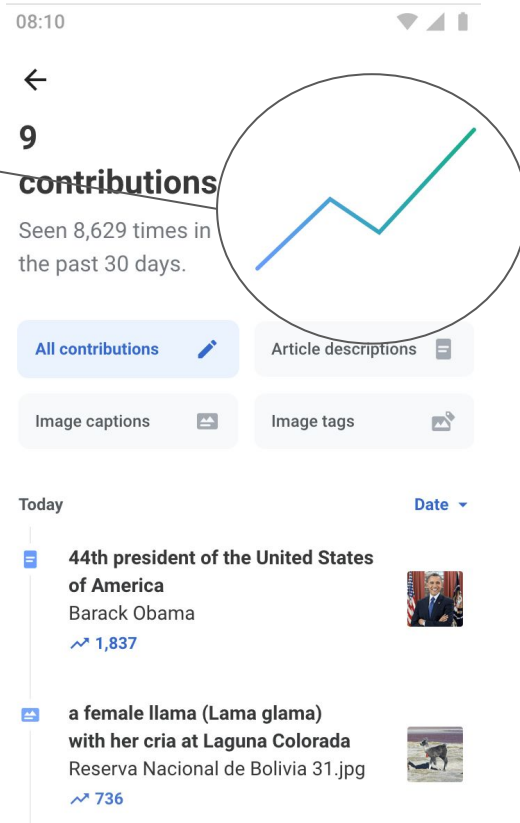 08:10
9
contributions
Seen 8,629 times in
the past 30 days.
All contributions
Article descriptions
Image captions
Image tags
Today
Date
44th president of the United States
of America
Barack Obama
1,837
a female llama (Lama glama)
with her cria at Laguna Colorada
Reserva Nacional de Bolivia 31.jpg
736